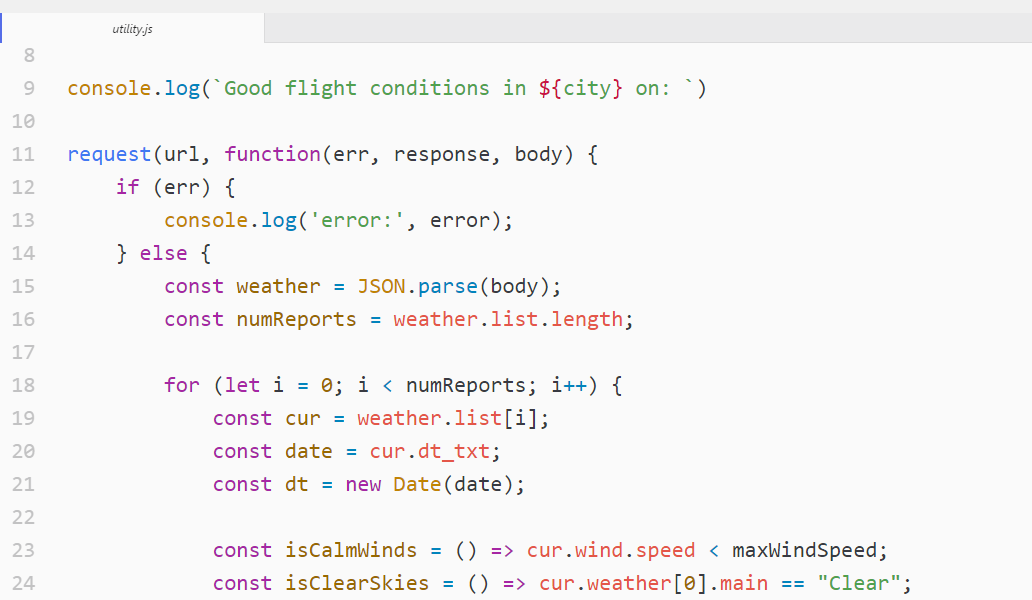 utility.js
8
9 console.log(`Good flight conditions in ${city} on: `)
10
11 request(url, function(err, response, body) {
12     if (err) {
13         console.log('error:', error);
14     } else {
15         const weather = JSON.parse(body);
16         const numReports = weather.list.length;
17
18         for (let i = 0; i < numReports; i++) {
19             const cur = weather.list[i];
20             const date = cur.dt_txt;
21             const dt = new Date(date);
22
23             const isCalmWinds = () => cur.wind.speed < maxWindSpeed;
24             const isClearSkies = () => cur.weather[0].main == "Clear";